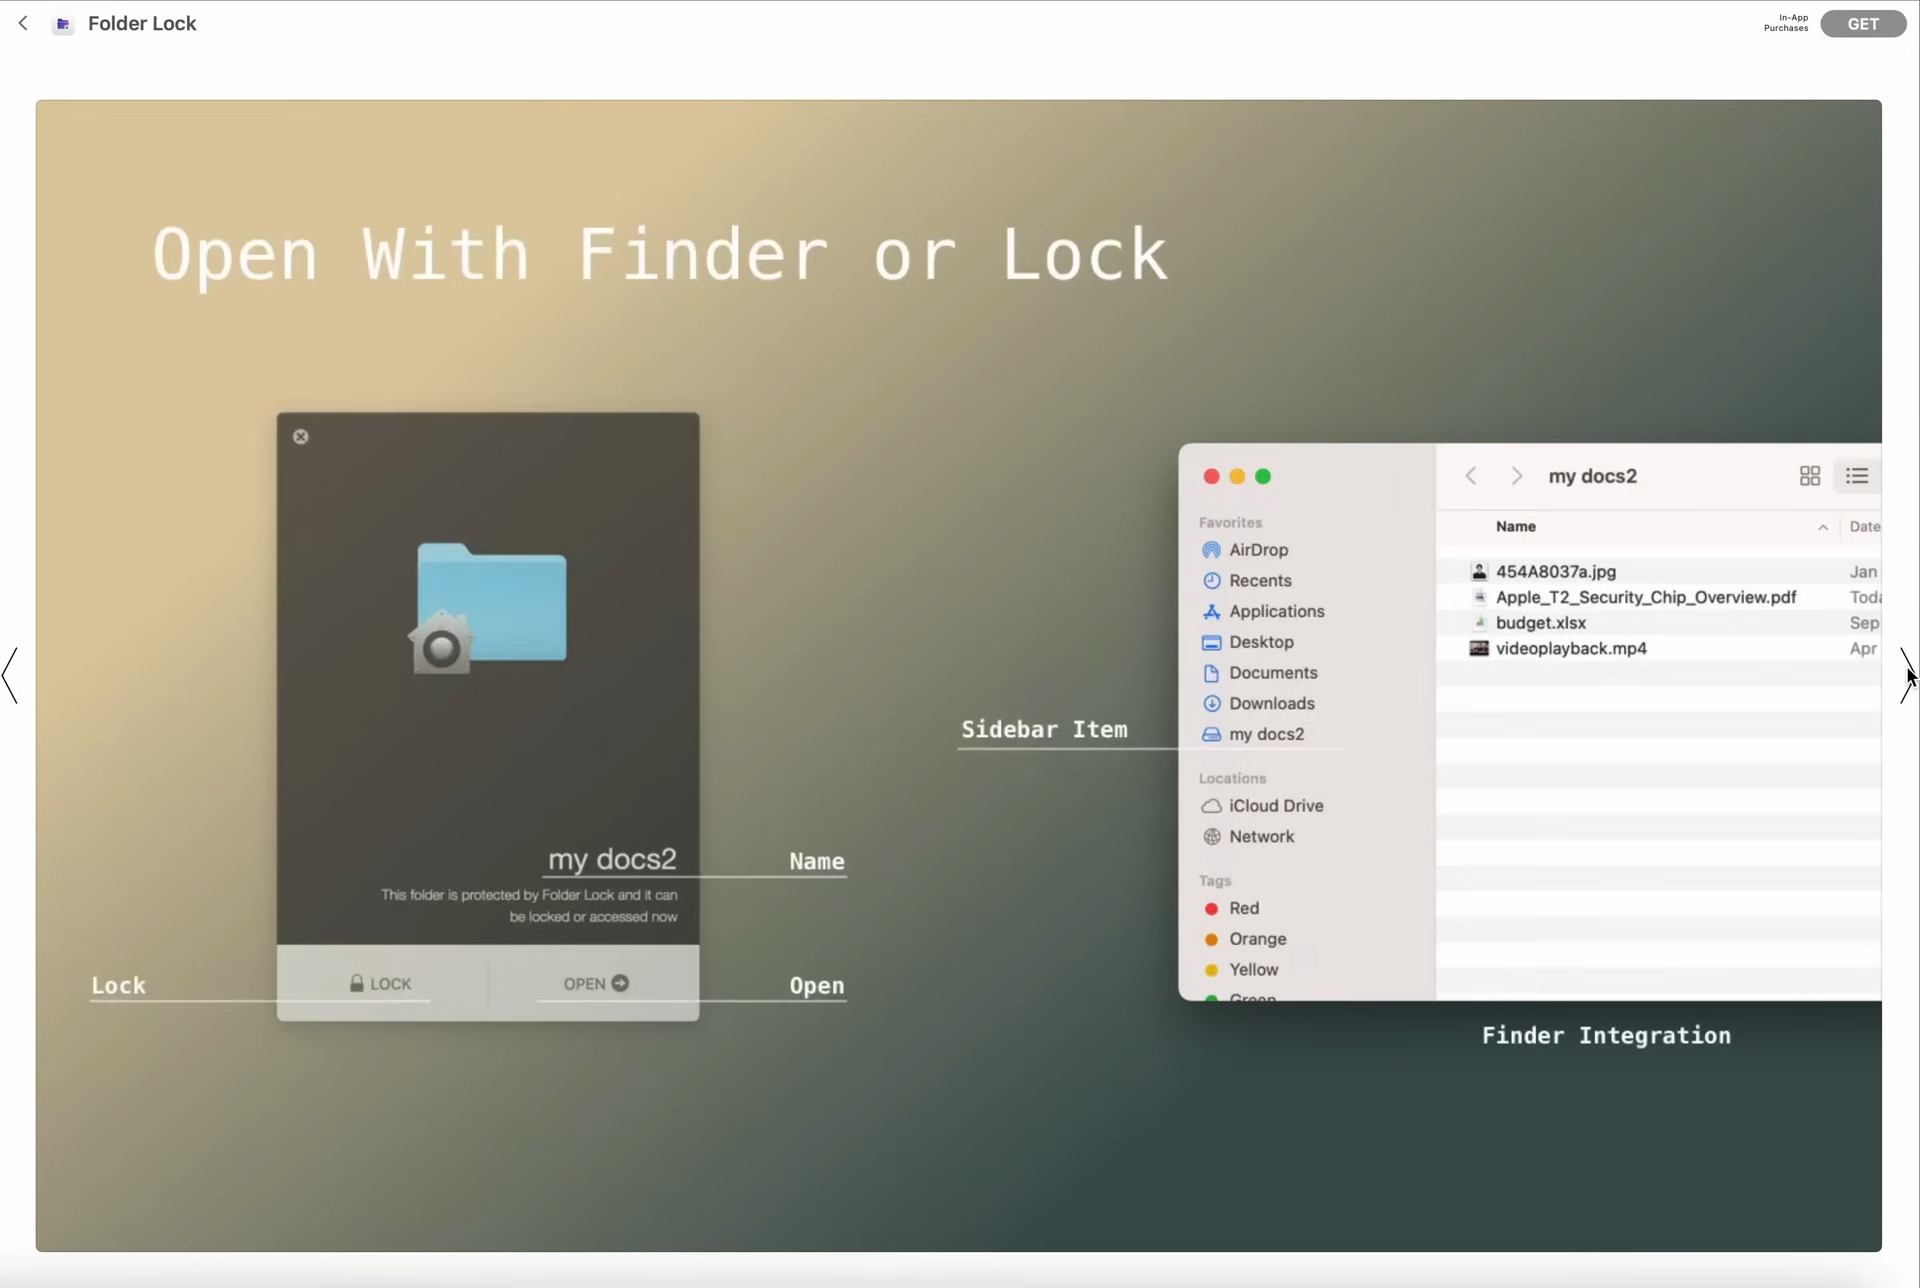 Folder Lock
In-App
Purchases
GET
Open With Finder or Lock
my docs2
Name
This folder is protected by Folder Lock and it can
be locked or accessed now
Lock
LOCK
OPEN
Open
Sidebar Item
Favorites
AirDrop
Recents
Applications
Desktop
Documents
Downloads
my docs2
Locations
iCloud Drive
Network
Tags
Red
Orange
Yellow
Green
my docs2
Name
Date
454A8037a.jpg
Jan
Apple_T2_Security_Chip_Overview.pdf
budget.xlsx
Sep
videoplayback.mp4
Apr
Finder Integration